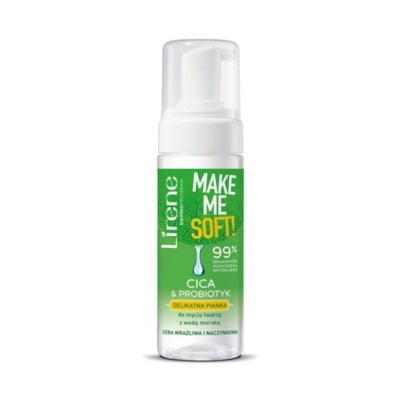 Lirene
MAKE
ME
SOFT!
99%
CICA
& PROBIOTYK
DELIKATNA PIANKA
do mycia twarzy
z wodą morską
CERA WRAŻLIWA I NACZYNKOWA